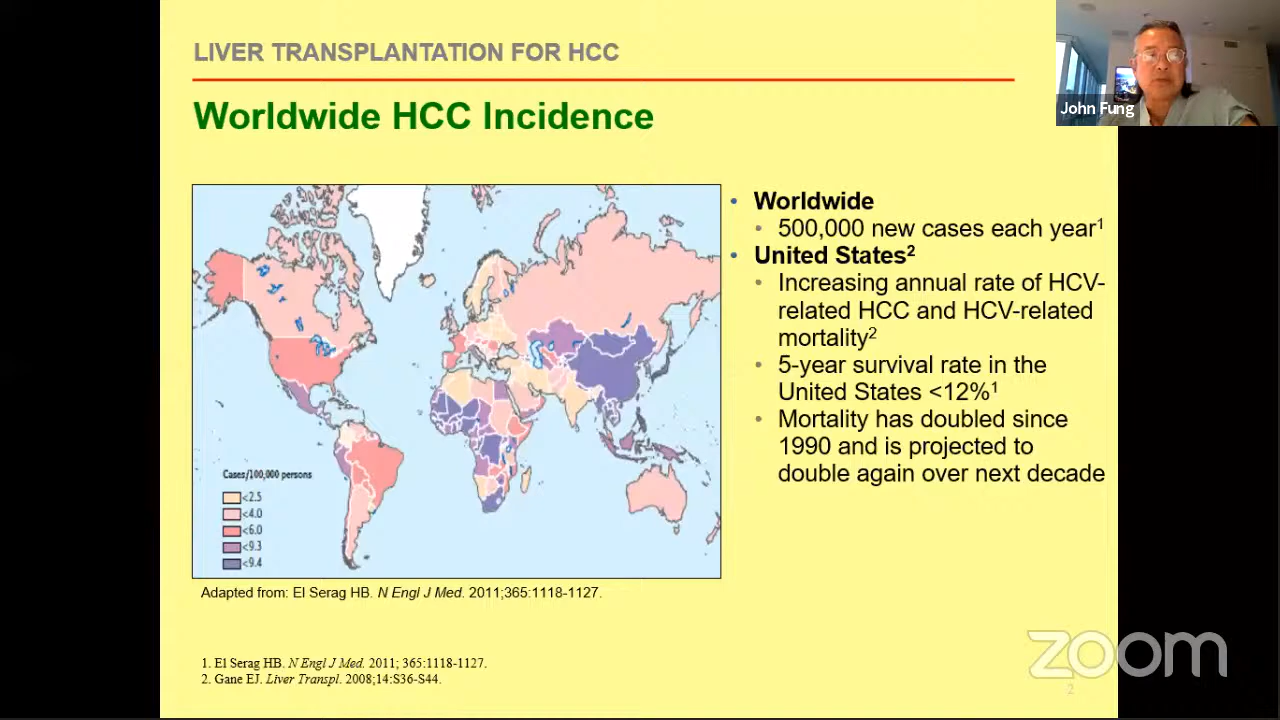 LIVER TRANSPLANTATION FOR HCC
Worldwide HCC Incidence
John Fung
• Worldwide
• 500,000 new cases each year¹
• United States²
• Increasing annual rate of HCV-
related HCC and HCV-related
mortality²
• 5-year survival rate in the
United States <12%¹
• Mortality has doubled since
1990 and is projected to
double again over next decade
Cases/100,000 persons
<2.5
<4.0
<6.0
<9.3
<9.4
Adapted from: El Serag HB. N Engl J Med. 2011;365:1118-1127.
1. El Serag HB. N Engl J Med. 2011; 365:1118-1127.
2. Gane EJ. Liver Transpl. 2008;14:S36-S44.
zoom
2